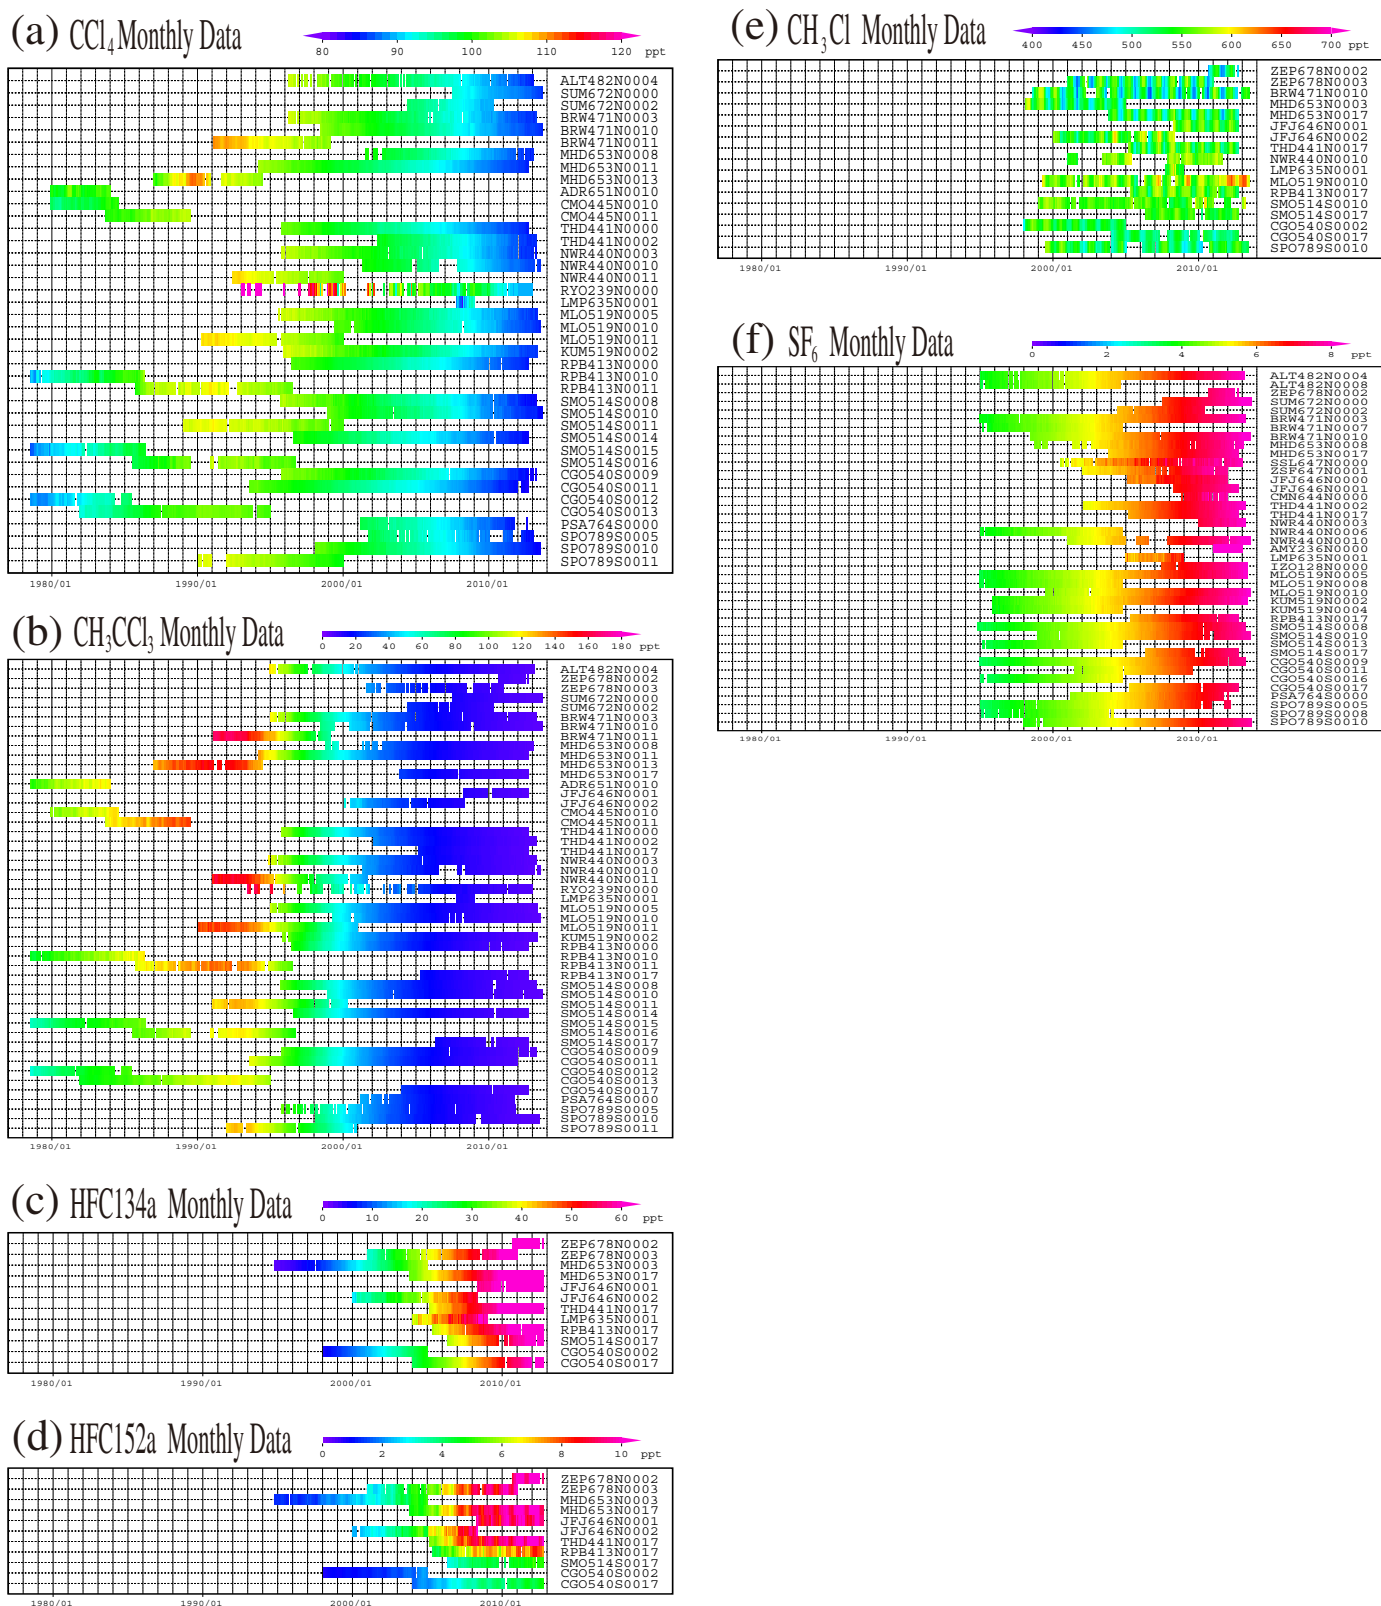 (a) CCl₄ Monthly Data
80 90 100 110 120 ppt
ALT482N0004
SUM672N0000
SUM672N0002
BRW471N0003
BRW471N0010
BRW471N0011
MHD653N0008
MHD653N0011
MHD653N0013
ADR651N0010
CMO445N0010
CMO445N0011
THD441N0000
THD441N0002
NWR440N0003
NWR440N0010
NWR440N0011
RYO239N0000
LMP635N0001
MLO519N0005
MLO519N0010
MLO519N0011
KUM519N0002
RPB413N0000
RPB413N0010
RPB413N0011
SMO514S0008
SMO514S0010
SMO514S0011
SMO514S0014
SMO514S0015
SMO514S0016
CGO540S0009
CGO540S0011
CGO540S0012
CGO540S0013
PSA764S0000
SPO789S0005
SPO789S0010
SPO789S0011
1980/01 1990/01 2000/01 2010/01
(b) CH₃CCl₃ Monthly Data
0 20 40 60 80 100 120 140 160 180 ppt
ALT482N0004
ZEP678N0002
ZEP678N0003
SUM672N0000
SUM672N0002
BRW471N0003
BRW471N0010
BRW471N0011
MHD653N0008
MHD653N0011
MHD653N0013
MHD653N0017
ADR651N0010
JFJ646N0001
JFJ646N0002
CMO445N0010
CMO445N0011
THD441N0000
THD441N0002
THD441N0017
NWR440N0003
NWR440N0010
NWR440N0011
RYO239N0000
LMP635N0001
MLO519N0005
MLO519N0010
MLO519N0011
KUM519N0002
RPB413N0000
RPB413N0010
RPB413N0011
RPB413N0017
SMO514S0008
SMO514S0010
SMO514S0011
SMO514S0014
SMO514S0015
SMO514S0016
SMO514S0017
CGO540S0009
CGO540S0011
CGO540S0012
CGO540S0013
CGO540S0017
PSA764S0000
SPO789S0005
SPO789S0010
SPO789S0011
1980/01 1990/01 2000/01 2010/01
(c) HFC134a Monthly Data
0 10 20 30 40 50 60 ppt
ZEP678N0002
ZEP678N0003
MHD653N0003
MHD653N0017
JFJ646N0001
JFJ646N0002
THD441N0017
LMP635N0001
RPB413N0017
SMO514S0017
CGO540S0002
CGO540S0017
1980/01 1990/01 2000/01 2010/01
(d) HFC152a Monthly Data
0 2 4 6 8 10 ppt
ZEP678N0002
ZEP678N0003
MHD653N0003
MHD653N0017
JFJ646N0001
JFJ646N0002
THD441N0017
RPB413N0017
SMO514S0017
CGO540S0002
CGO540S0017
1980/01 1990/01 2000/01 2010/01
(e) CH₃Cl Monthly Data
400 450 500 550 600 650 700 ppt
ZEP678N0002
ZEP678N0003
BRW471N0010
MHD653N0003
MHD653N0017
JFJ646N0001
JFJ646N0002
THD441N0017
NWR440N0010
LMP635N0001
MLO519N0010
RPB413N0017
SMO514S0010
SMO514S0017
CGO540S0002
CGO540S0017
SPO789S0010
1980/01 1990/01 2000/01 2010/01
(f) SF₆ Monthly Data
0 2 4 6 8 ppt
ALT482N0004
ALT482N0008
ZEP678N0002
SUM672N0000
SUM672N0002
BRW471N0003
BRW471N0007
BRW471N0010
MHD653N0008
MHD653N0017
SSL647N0000
ZSF647N0001
JFJ646N0000
JFJ646N0001
CMN644N0000
THD441N0002
THD441N0017
NWR440N0003
NWR440N0006
NWR440N0010
AMY236N0000
LMP635N0001
IZO128N0000
MLO519N0005
MLO519N0008
MLO519N0010
KUM519N0002
KUM519N0004
RPB413N0017
SMO514S0008
SMO514S0010
SMO514S0013
SMO514S0017
CGO540S0009
CGO540S0011
CGO540S0016
CGO540S0017
PSA764S0000
SPO789S0005
SPO789S0008
SPO789S0010
1980/01 1990/01 2000/01 2010/01